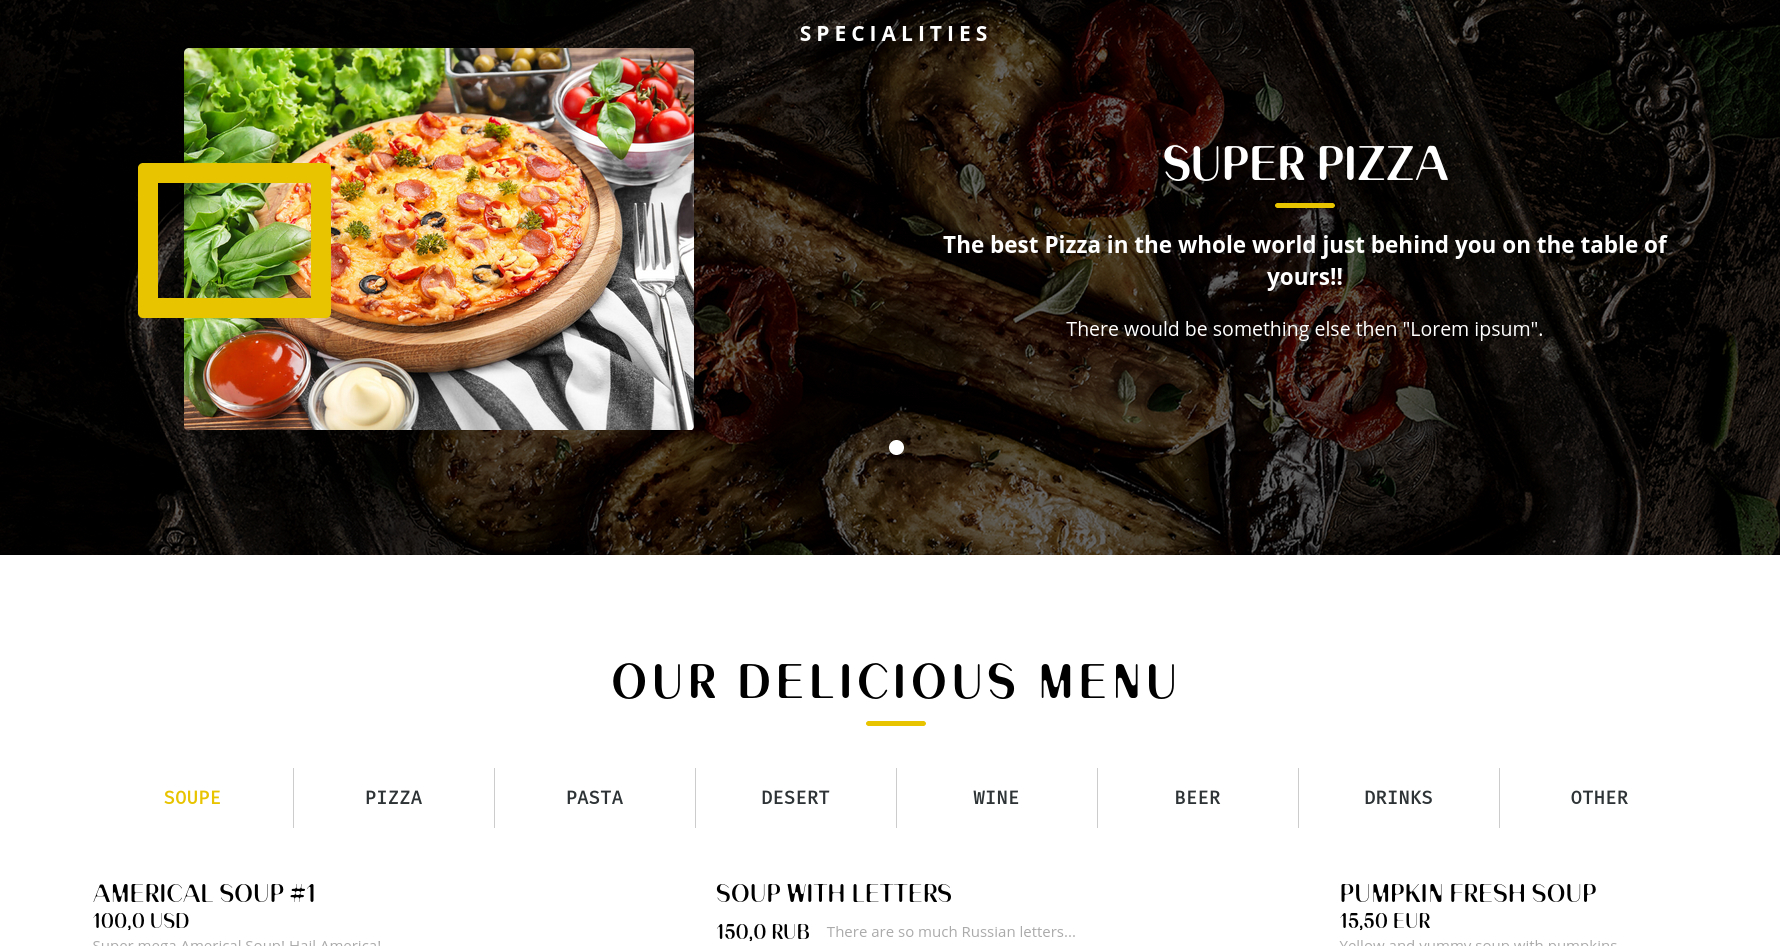 SPECIALITIES
SUPER PIZZA
The best Pizza in the whole world just behind you on the table of
yours!!
There would be something else then "Lorem ipsum".
OUR DELICIOUS MENU
SOUPE
PIZZA
PASTA
DESERT
WINE
BEER
DRINKS
OTHER
AMERICAL SOUP #1
100,0 USD
Super mega Americal Soup! Hail America!
SOUP WITH LETTERS
150,0 RUB There are so much Russian letters...
PUMPKIN FRESH SOUP
15,50 EUR
Yellow and yummy soup with pumpkins